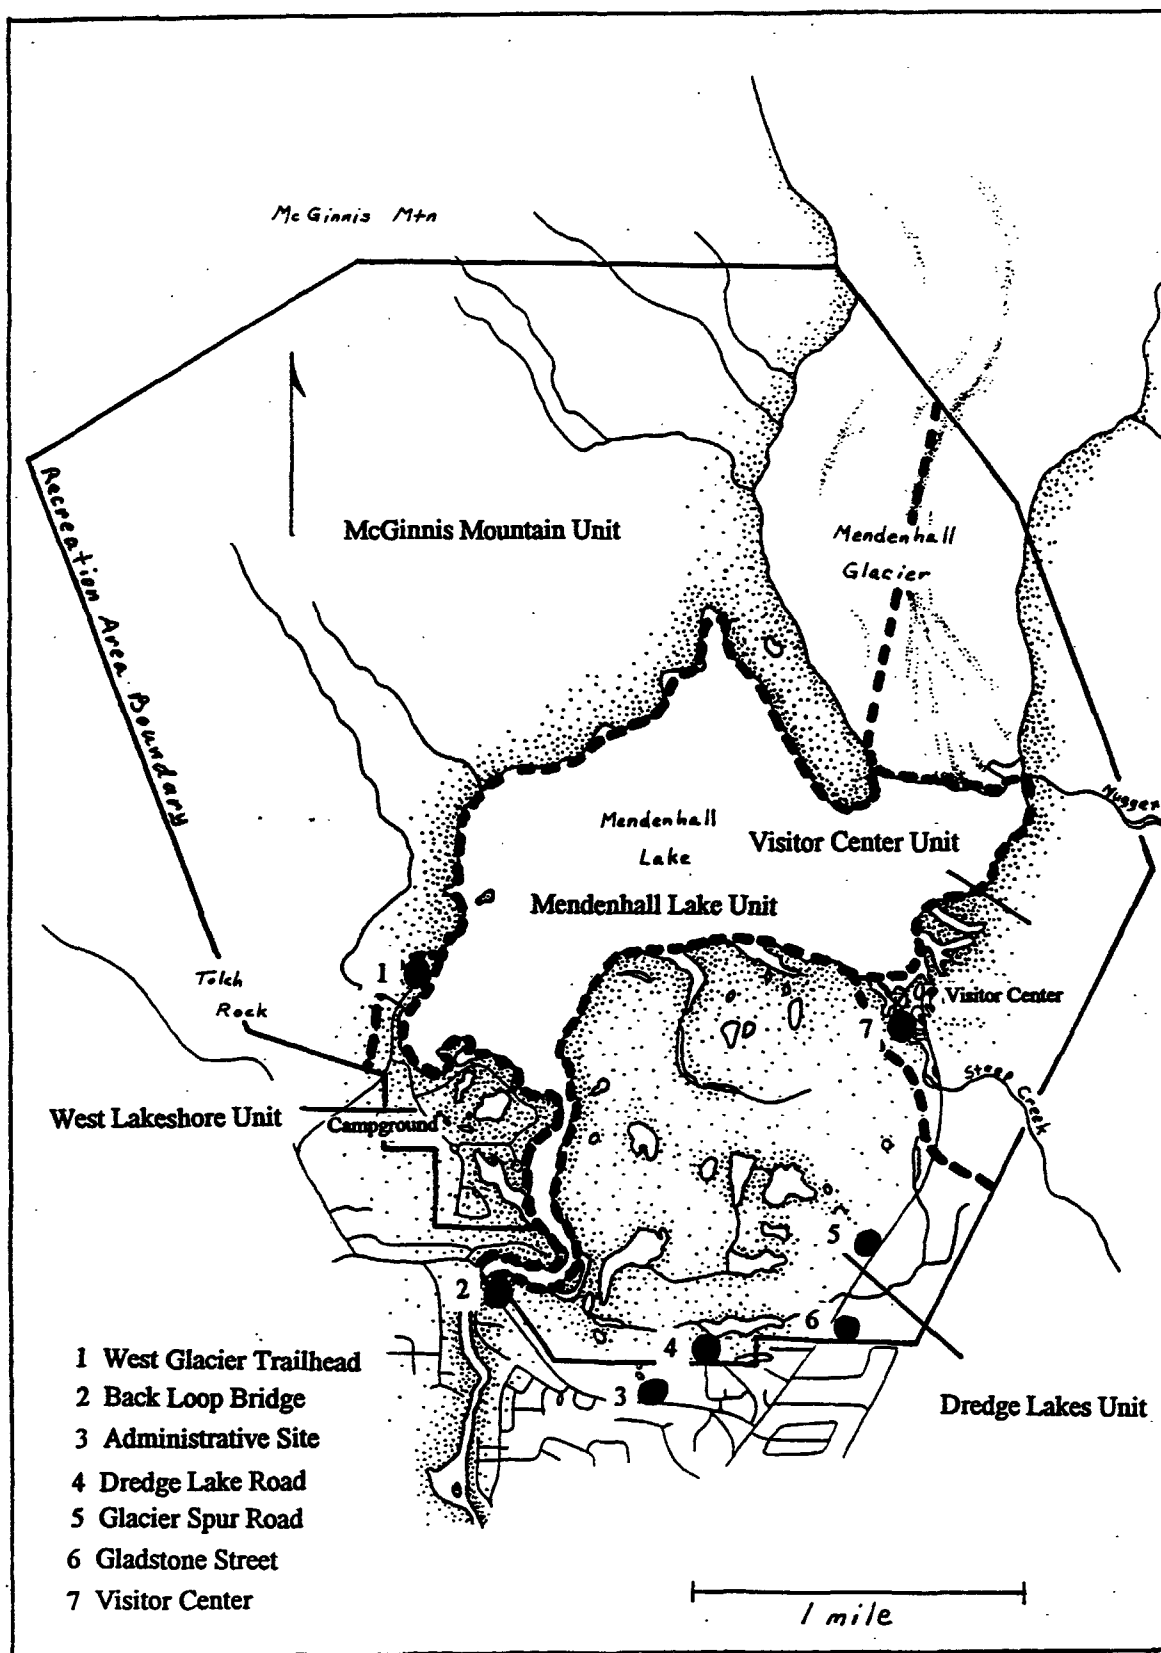 Mc Ginnis Mtn
Recreation Area Boundary
McGinnis Mountain Unit
Mendenhall
Glacier
Nugget
Mendenhall
Lake
Visitor Center Unit
Mendenhall Lake Unit
Tolch
Rock
1
Visitor Center
7
Steep Creek
West Lakeshore Unit
Campground
5
2
6
4
3
Dredge Lakes Unit
1 West Glacier Trailhead
2 Back Loop Bridge
3 Administrative Site
4 Dredge Lake Road
5 Glacier Spur Road
6 Gladstone Street
7 Visitor Center
1 mile